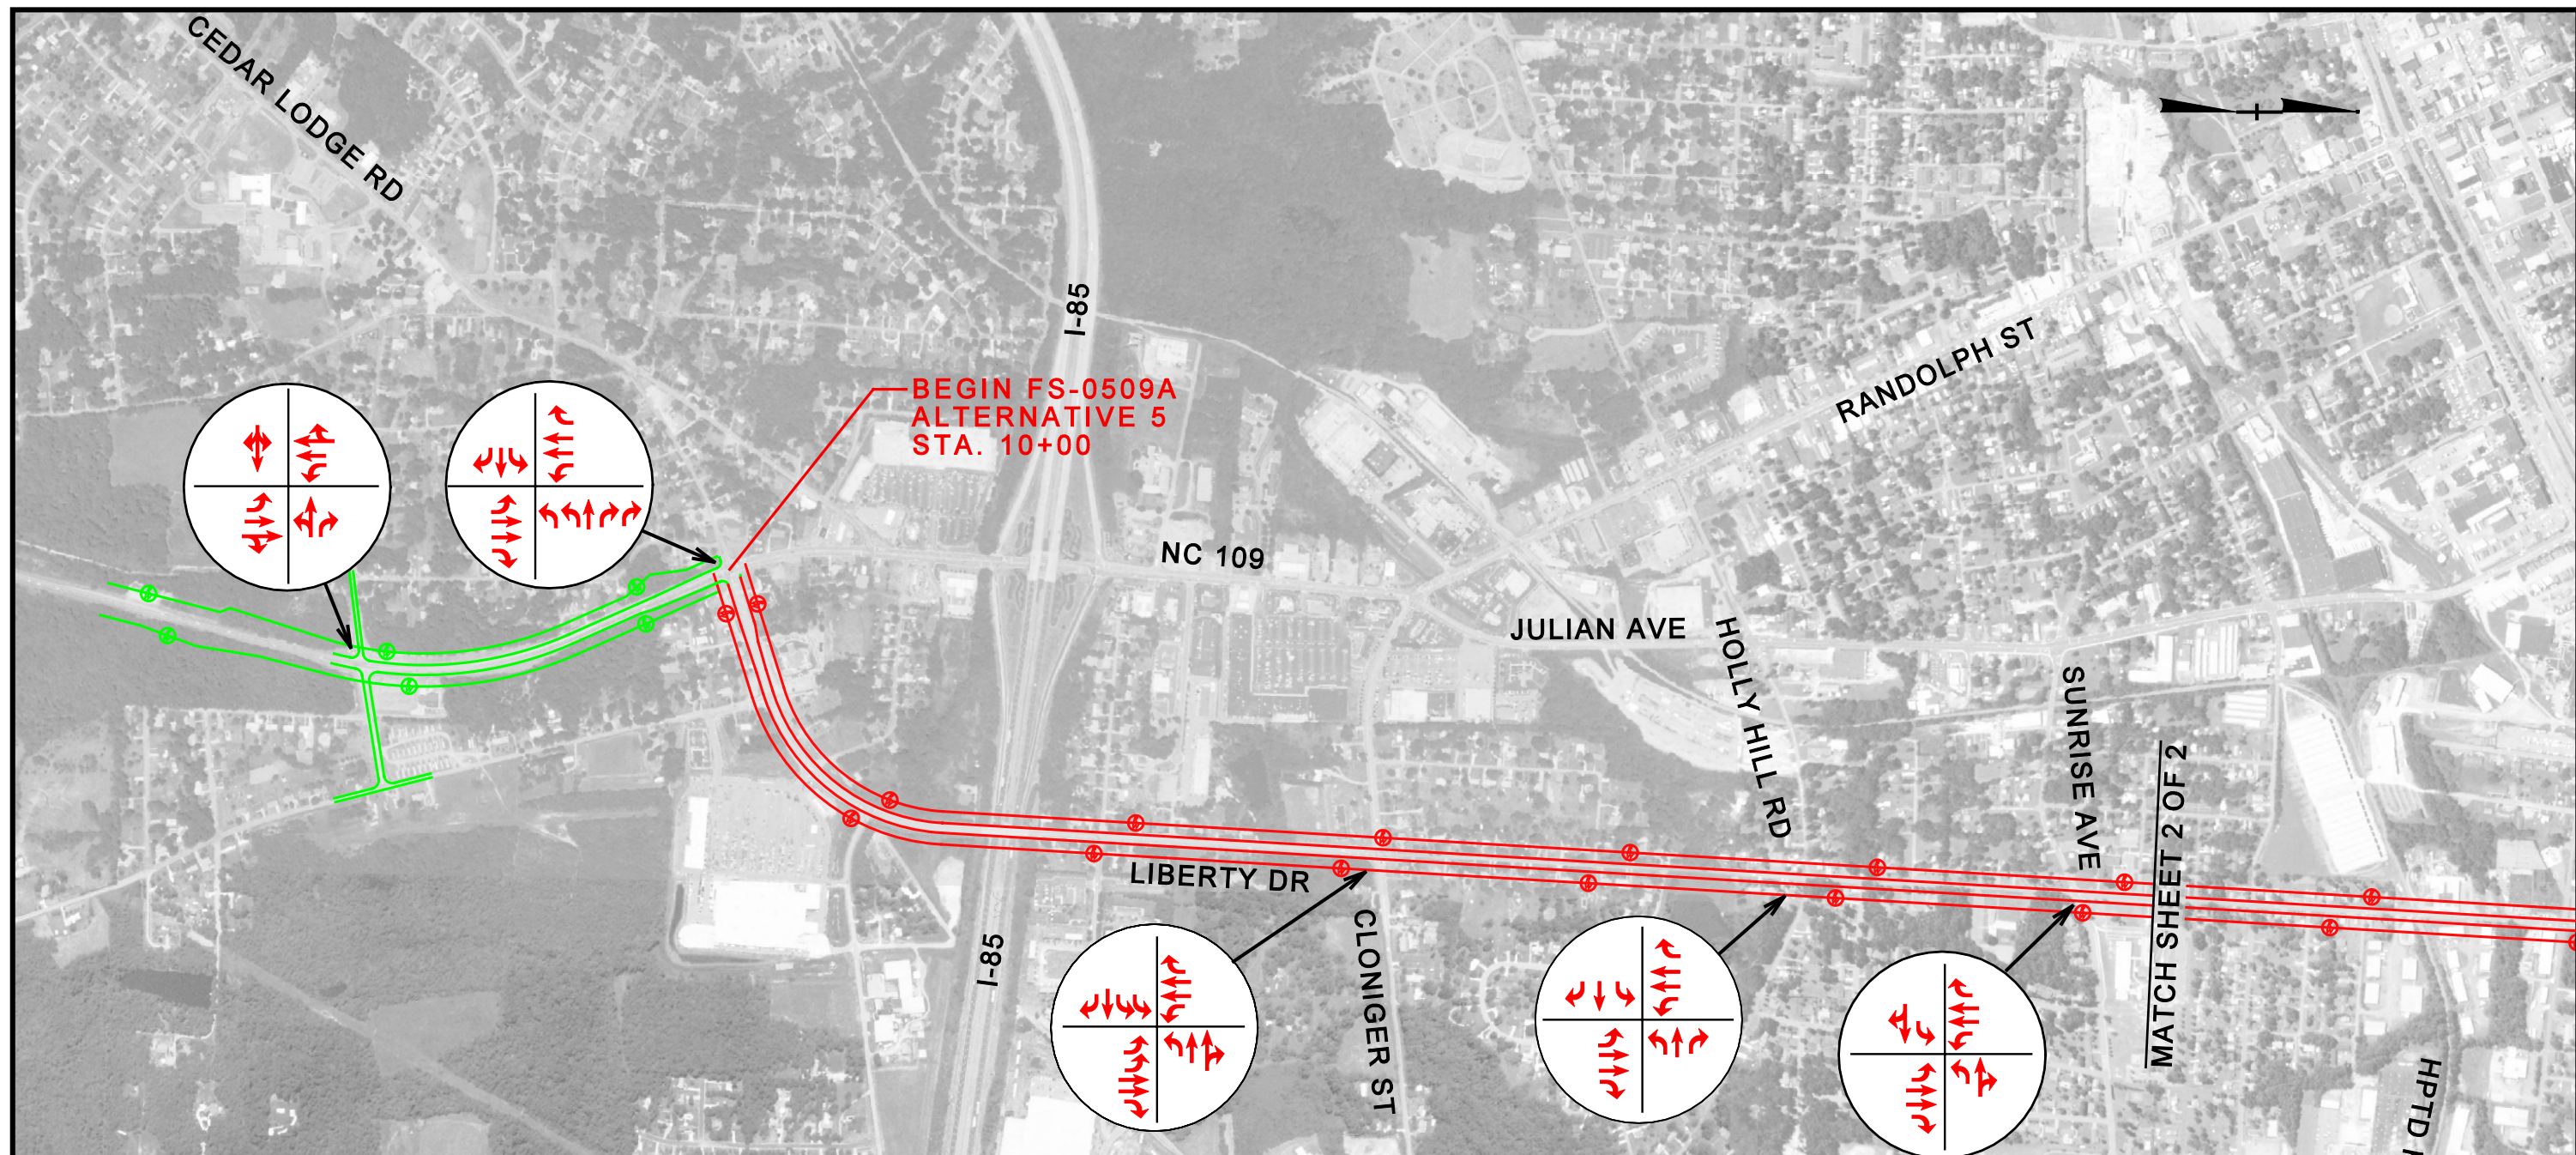 CEDAR LODGE RD
I-85
BEGIN FS-0509A
ALTERNATIVE 5
STA. 10+00
RANDOLPH ST
NC 109
JULIAN AVE
HOLLY HILL RD
SUNRISE AVE
MATCH SHEET 2 OF 2
LIBERTY DR
I-85
CLONIGER ST
HPTD